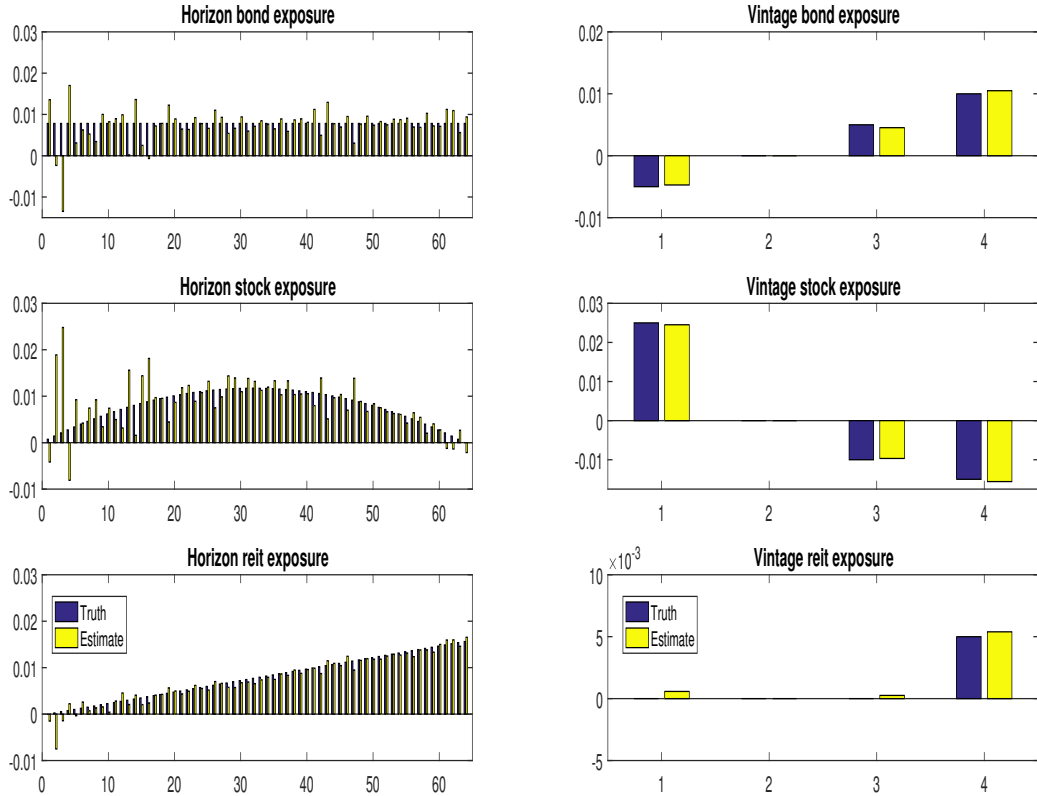 Horizon bond exposure
0.03
0.02
0.01
0
-0.01
0 10 20 30 40 50 60
Vintage bond exposure
0.02
0.01
0
-0.01
1 2 3 4
Horizon stock exposure
0.03
0.02
0.01
0
-0.01
0 10 20 30 40 50 60
Vintage stock exposure
0.03
0.02
0.01
0
-0.01
1 2 3 4
Horizon reit exposure
0.03
0.02
0.01
0
-0.01
Truth
Estimate
0 10 20 30 40 50 60
Vintage reit exposure
×10⁻³
10
5
0
-5
Truth
Estimate
1 2 3 4